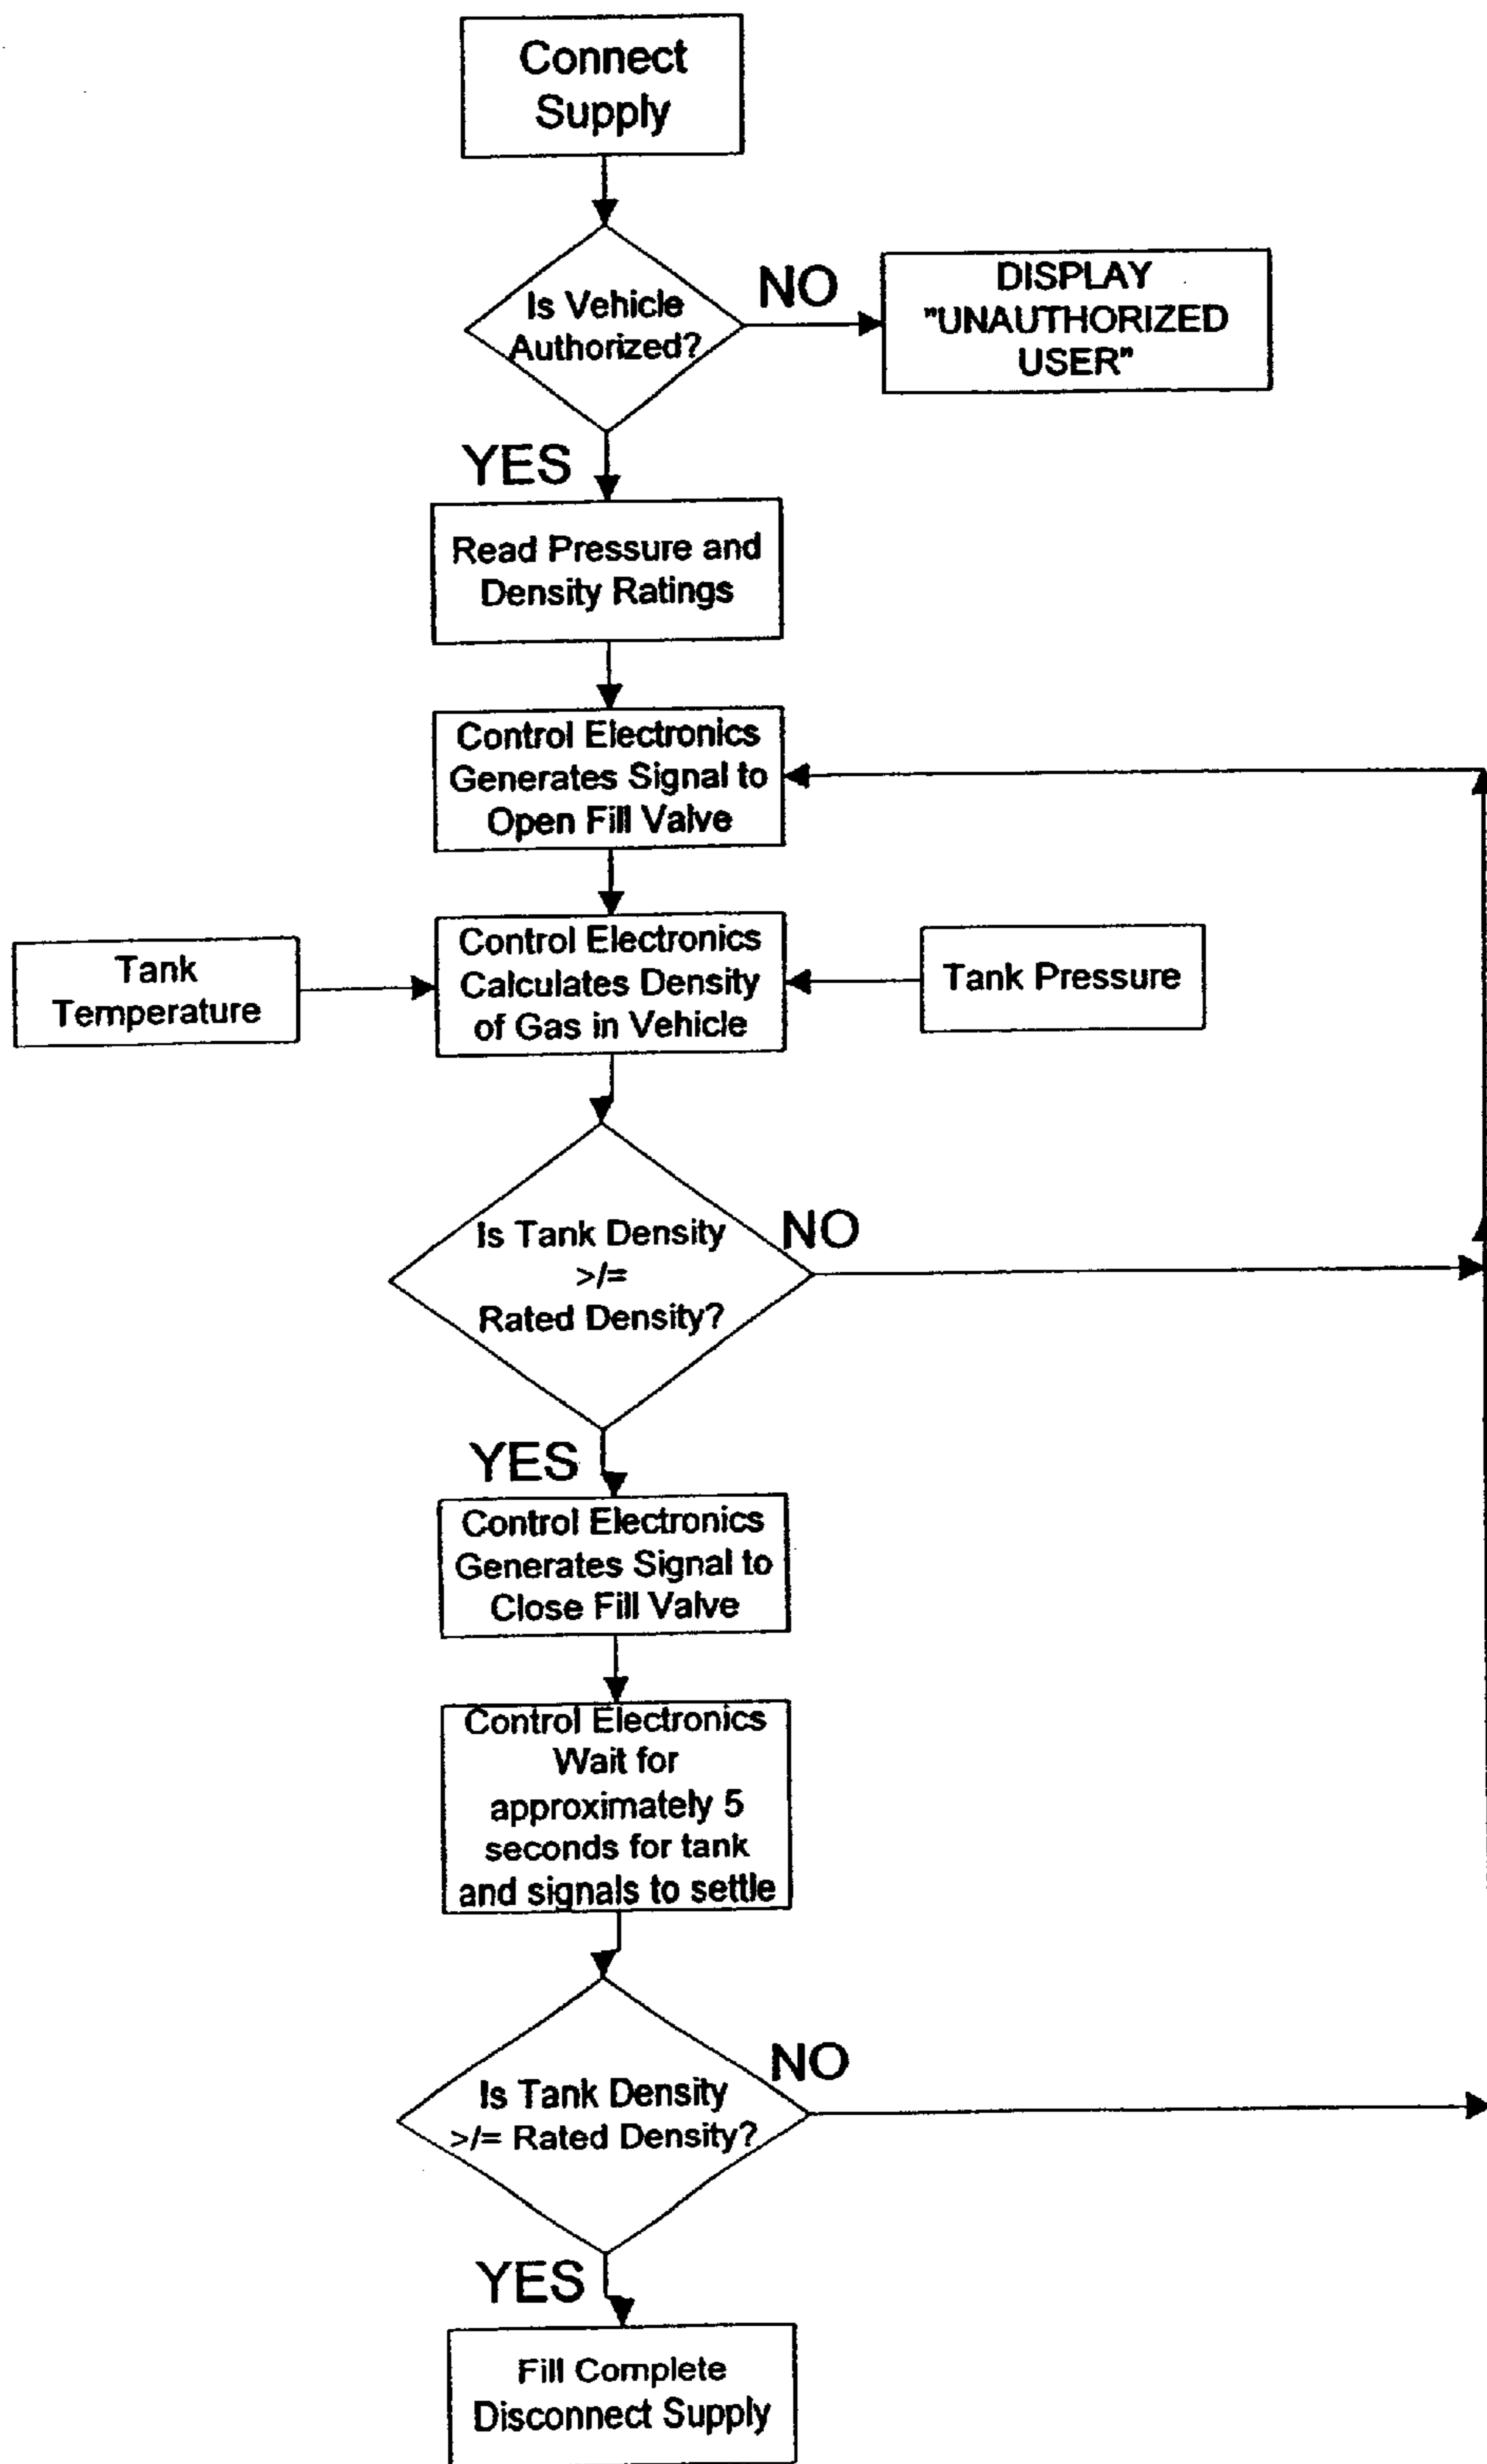 Connect
Supply
Is Vehicle
Authorized?
NO
DISPLAY
"UNAUTHORIZED
USER"
YES
Read Pressure and
Density Ratings
Control Electronics
Generates Signal to
Open Fill Valve
Tank
Temperature
Control Electronics
Calculates Density
of Gas in Vehicle
Tank Pressure
Is Tank Density
>/=
Rated Density?
NO
YES
Control Electronics
Generates Signal to
Close Fill Valve
Control Electronics
Wait for
approximately 5
seconds for tank
and signals to settle
Is Tank Density
>/= Rated Density?
NO
YES
Fill Complete
Disconnect Supply